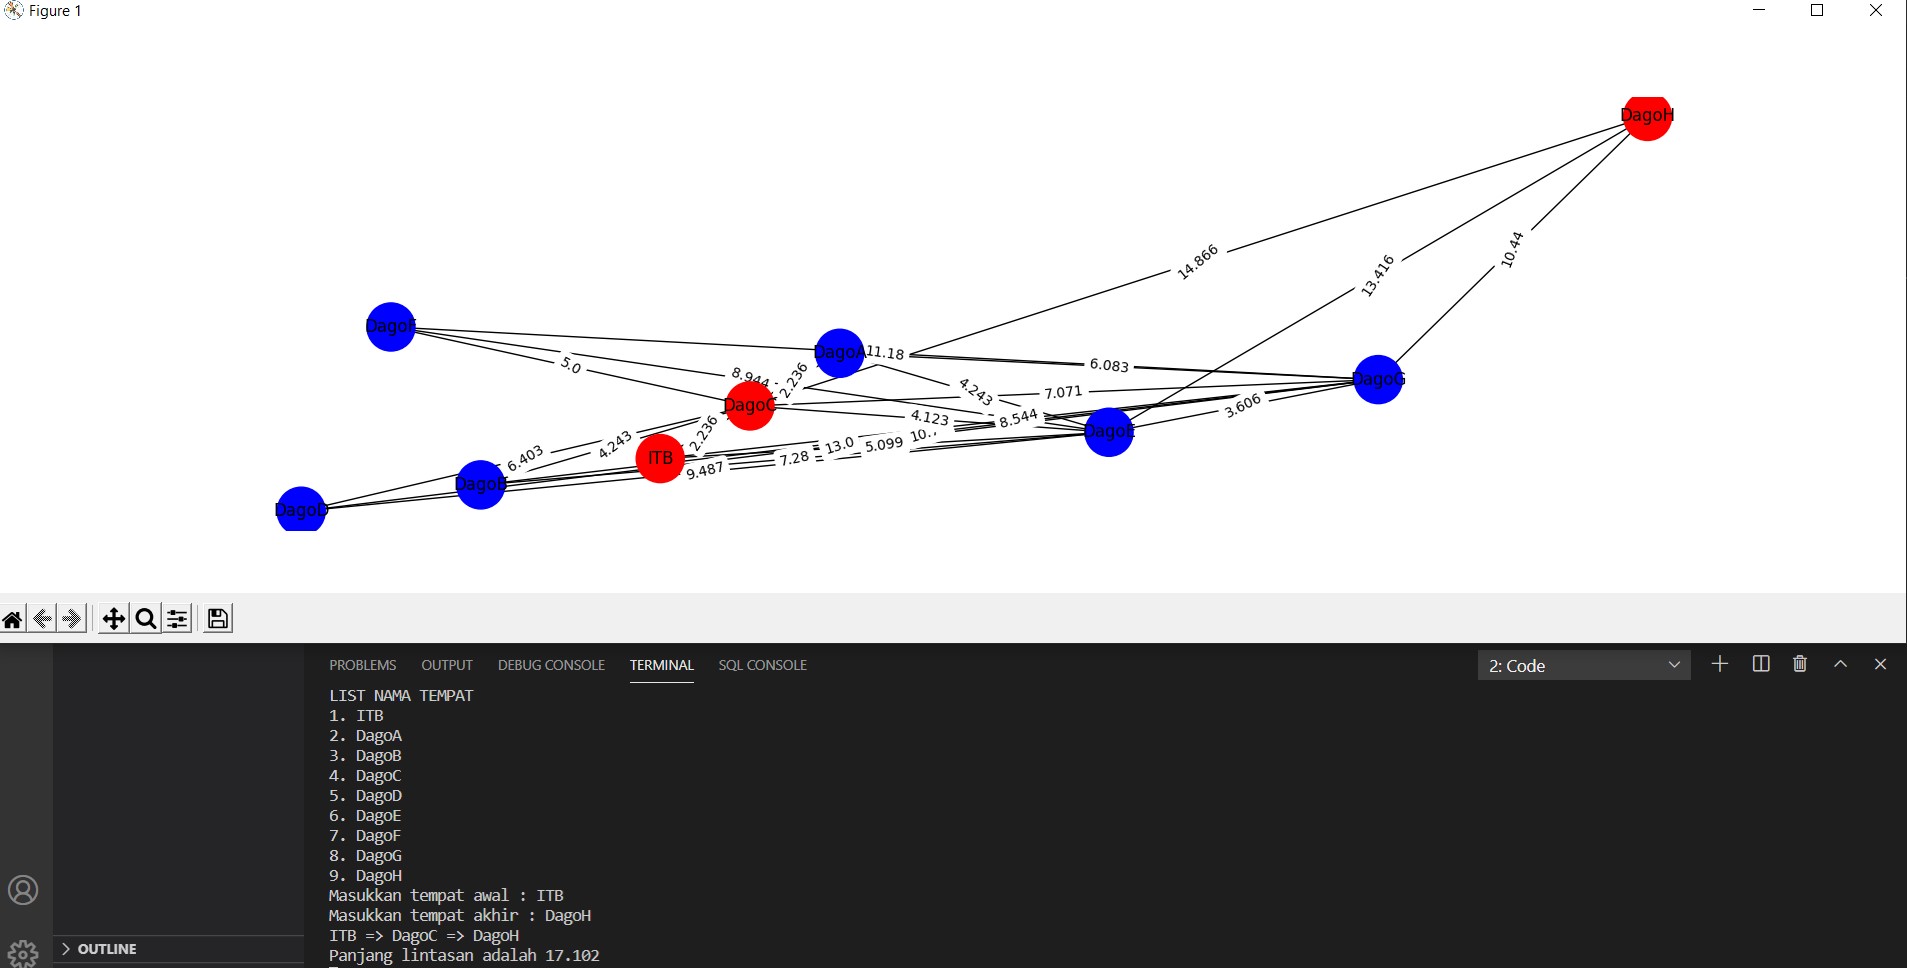 Figure 1
DagoH
14.866
13.416
10.44
DagoF
DagoA
11.18
6.083
5.0
8.944
2.236
4.243
DagoG
DagoC
7.071
3.606
4.123
8.544
DagoE
2.236
4.243
6.403
13.0
5.099
ITB
7.28
9.487
DagoB
DagoD
PROBLEMS OUTPUT DEBUG CONSOLE TERMINAL SQL CONSOLE 2: Code
LIST NAMA TEMPAT
1. ITB
2. DagoA
3. DagoB
4. DagoC
5. DagoD
6. DagoE
7. DagoF
8. DagoG
9. DagoH
Masukkan tempat awal : ITB
Masukkan tempat akhir : DagoH
ITB => DagoC => DagoH
Panjang lintasan adalah 17.102
OUTLINE